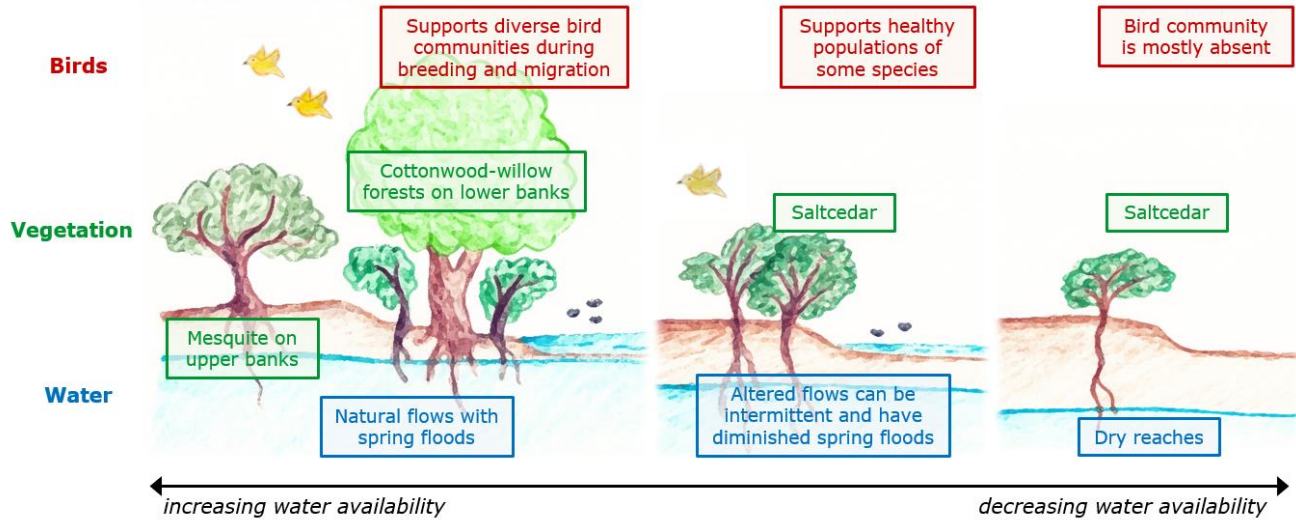 Birds
Supports diverse bird
communities during
breeding and migration
Supports healthy
populations of
some species
Bird community
is mostly absent
Vegetation
Cottonwood-willow
forests on lower banks
Saltcedar
Saltcedar
Mesquite on
upper banks
Water
Natural flows with
spring floods
Altered flows can be
intermittent and have
diminished spring floods
Dry reaches
increasing water availability
decreasing water availability